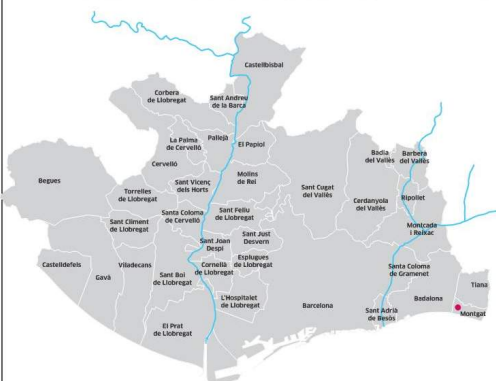 Castellbisbal
Corbera
de Llobregat
Sant Andreu
de la Barca
La Palma
de Cervelló
Pallejà
El Papiol
Badia
del Vallès
Barberà
del Vallès
Cervelló
Begues
Sant Vicenç
dels Horts
Molins
de Rei
Torrelles
de Llobregat
Sant Cugat
del Vallès
Cerdanyola
del Vallès
Ripollet
Sant Climent
de Llobregat
Santa Coloma
de Cervelló
Sant Feliu
de Llobregat
Montcada
i Reixac
Sant Joan
Despí
Sant Just
Desvern
Castelldefels
Gavà
Viladecans
Sant Boi
de Llobregat
Cornellà
de Llobregat
Esplugues
de Llobregat
Santa Coloma
de Gramenet
Tiana
L'Hospitalet
de Llobregat
Barcelona
Badalona
Sant Adrià
de Besòs
Montgat
El Prat
de Llobregat